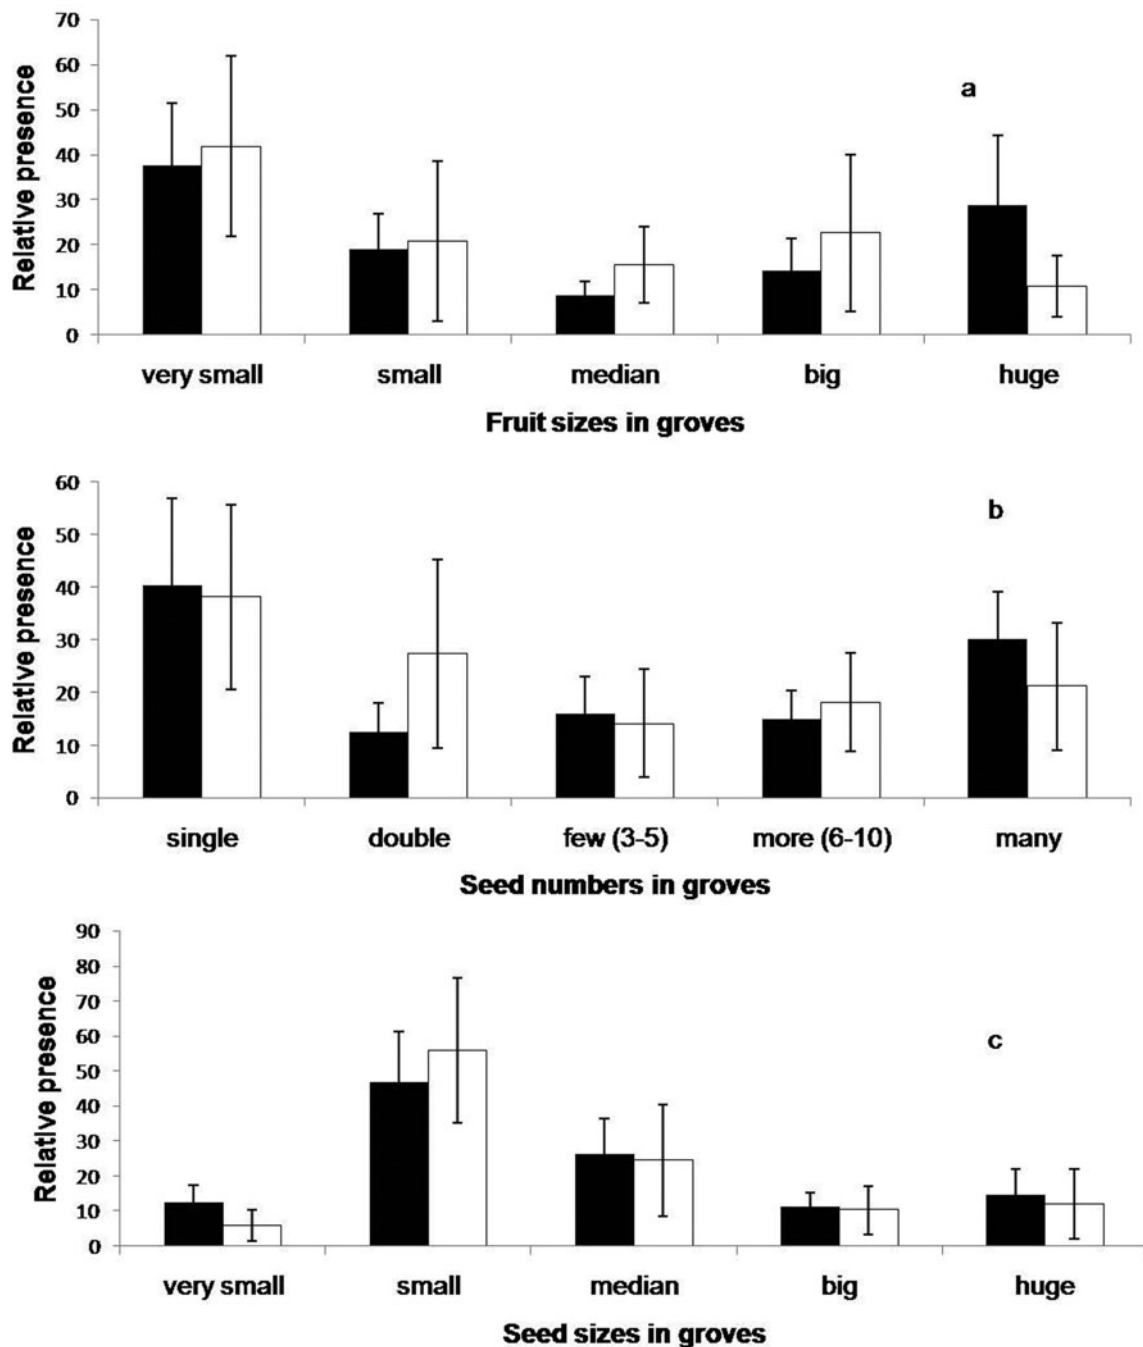 70
60
50
40
30
20
10
0
Relative presence
a
very small small median big huge
Fruit sizes in groves
60
50
40
30
20
10
0
Relative presence
b
single double few (3-5) more (6-10) many
Seed numbers in groves
90
80
70
60
50
40
30
20
10
0
Relative presence
c
very small small median big huge
Seed sizes in groves